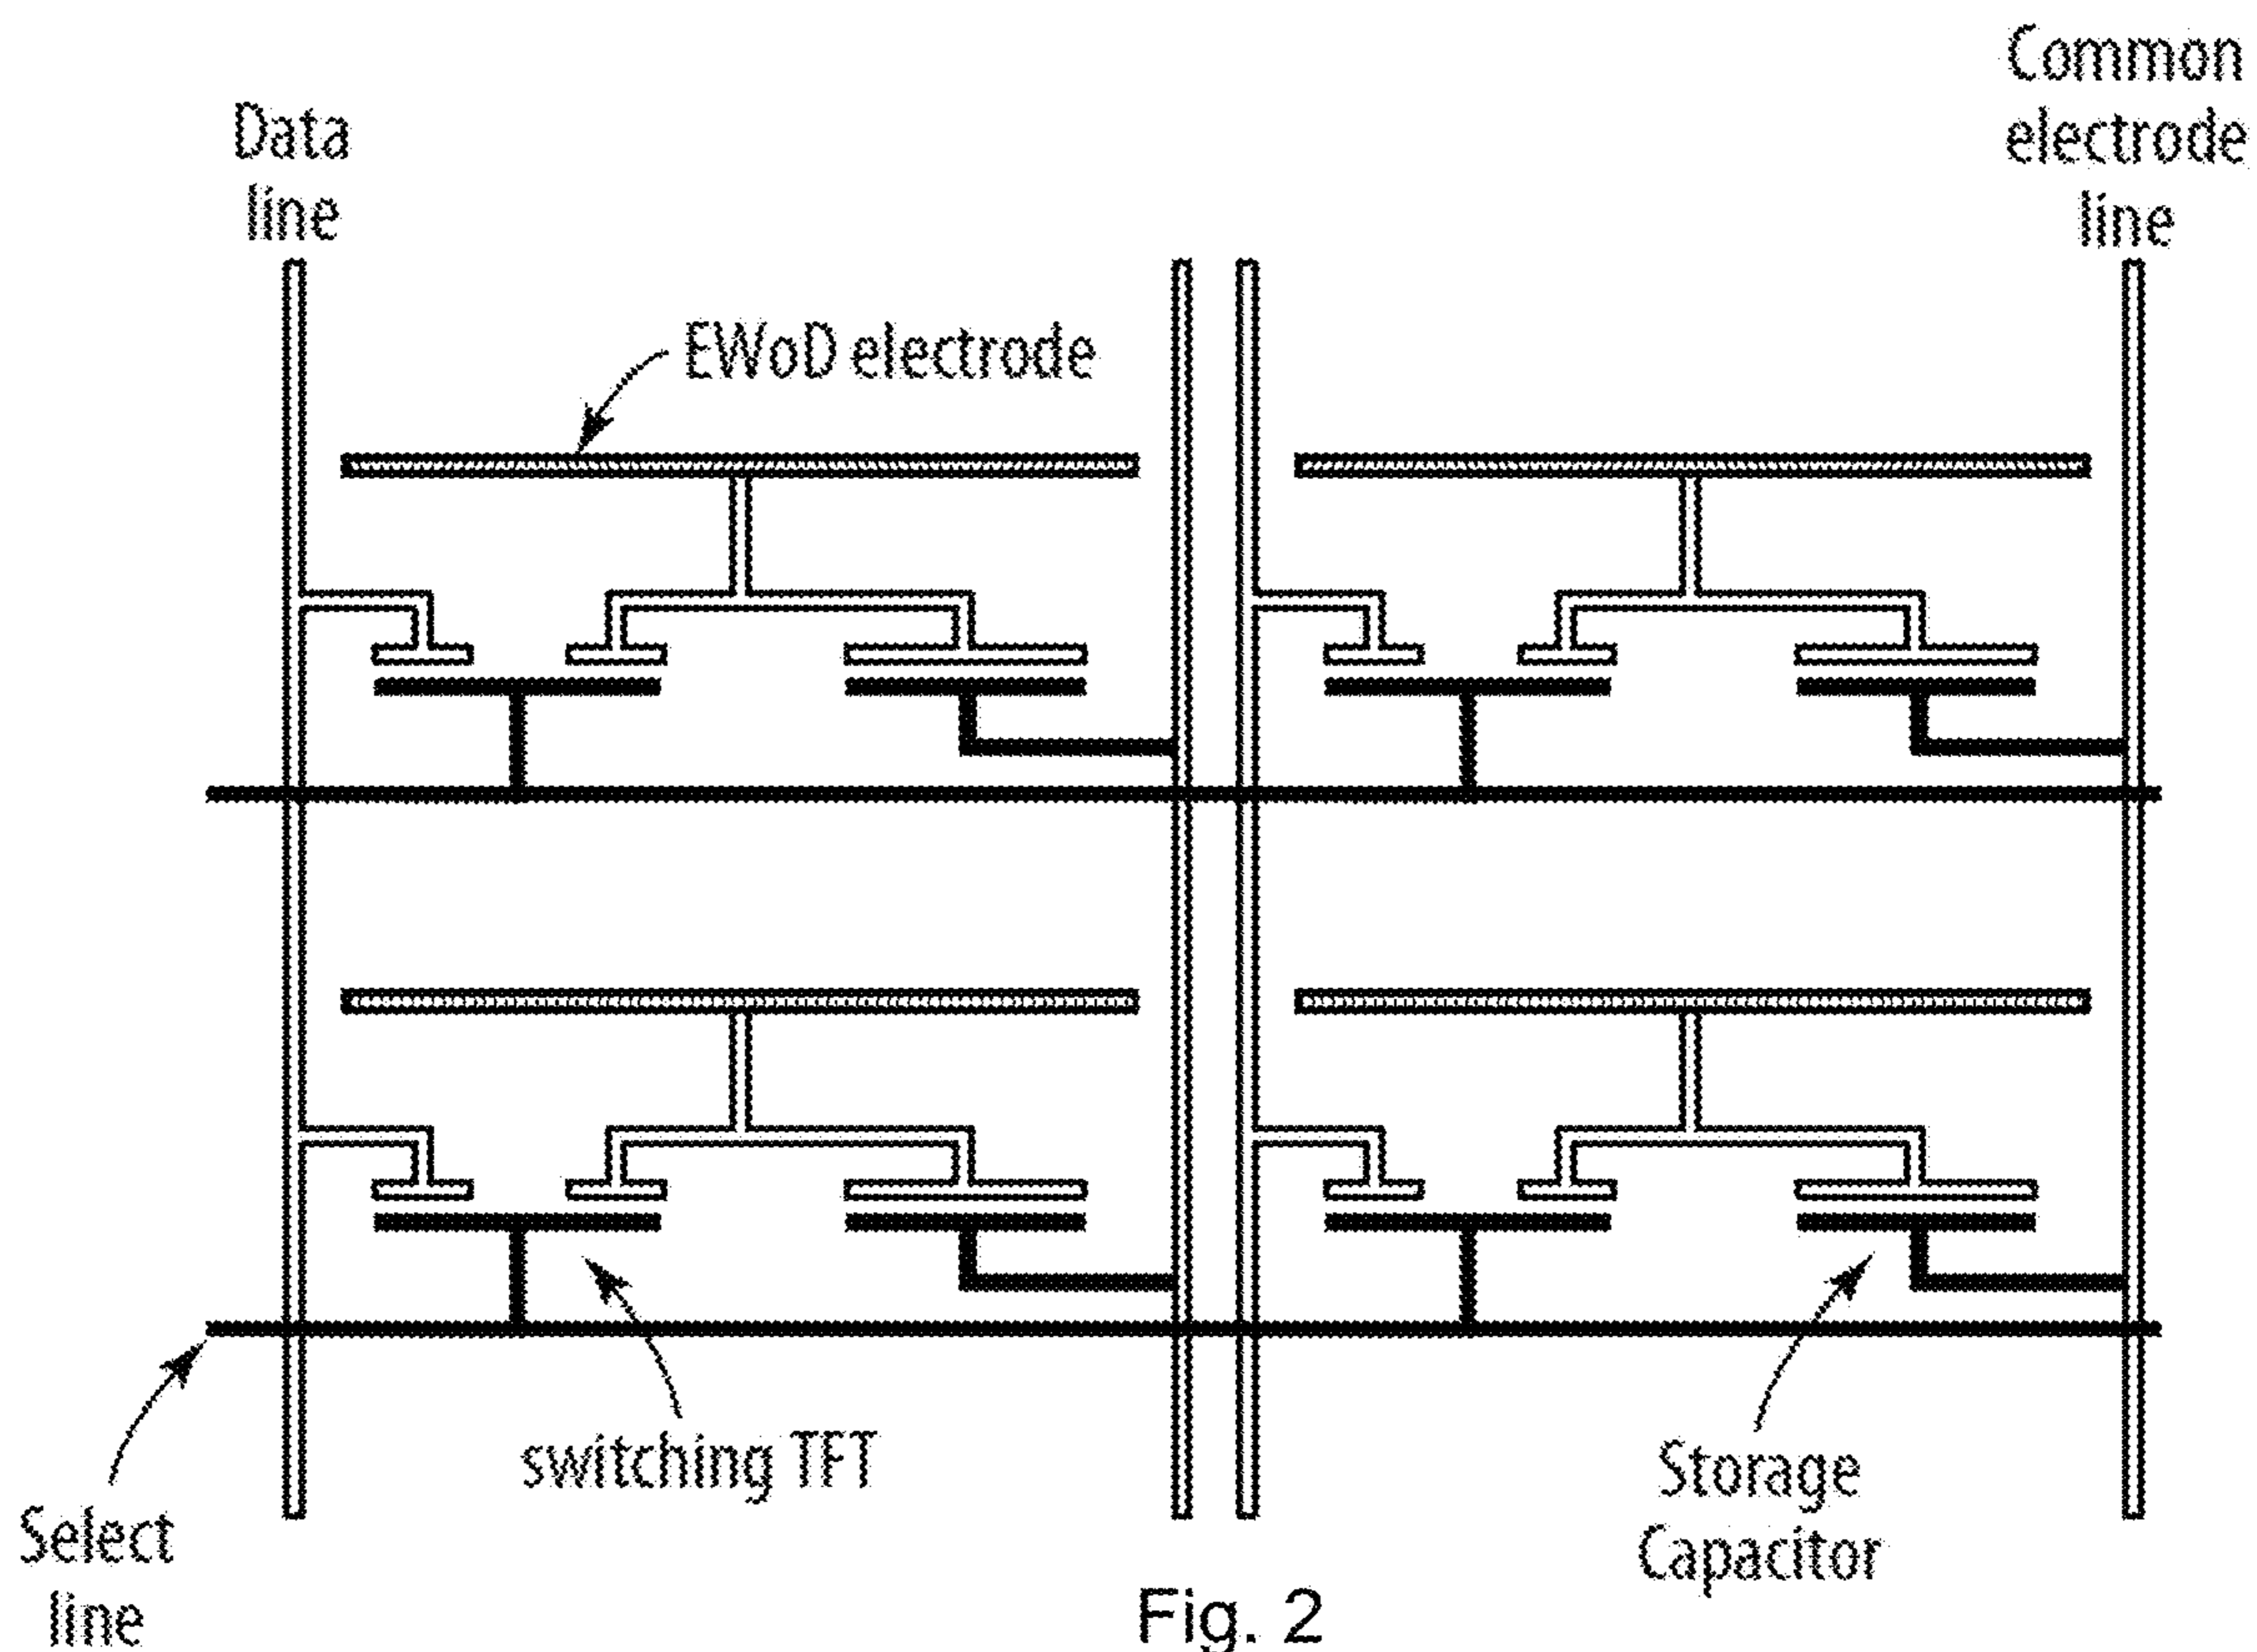 Data
line
Common
electrode
line
EWoD electrode
switching TFT
Select
line
Storage
Capacitor
Fig. 2